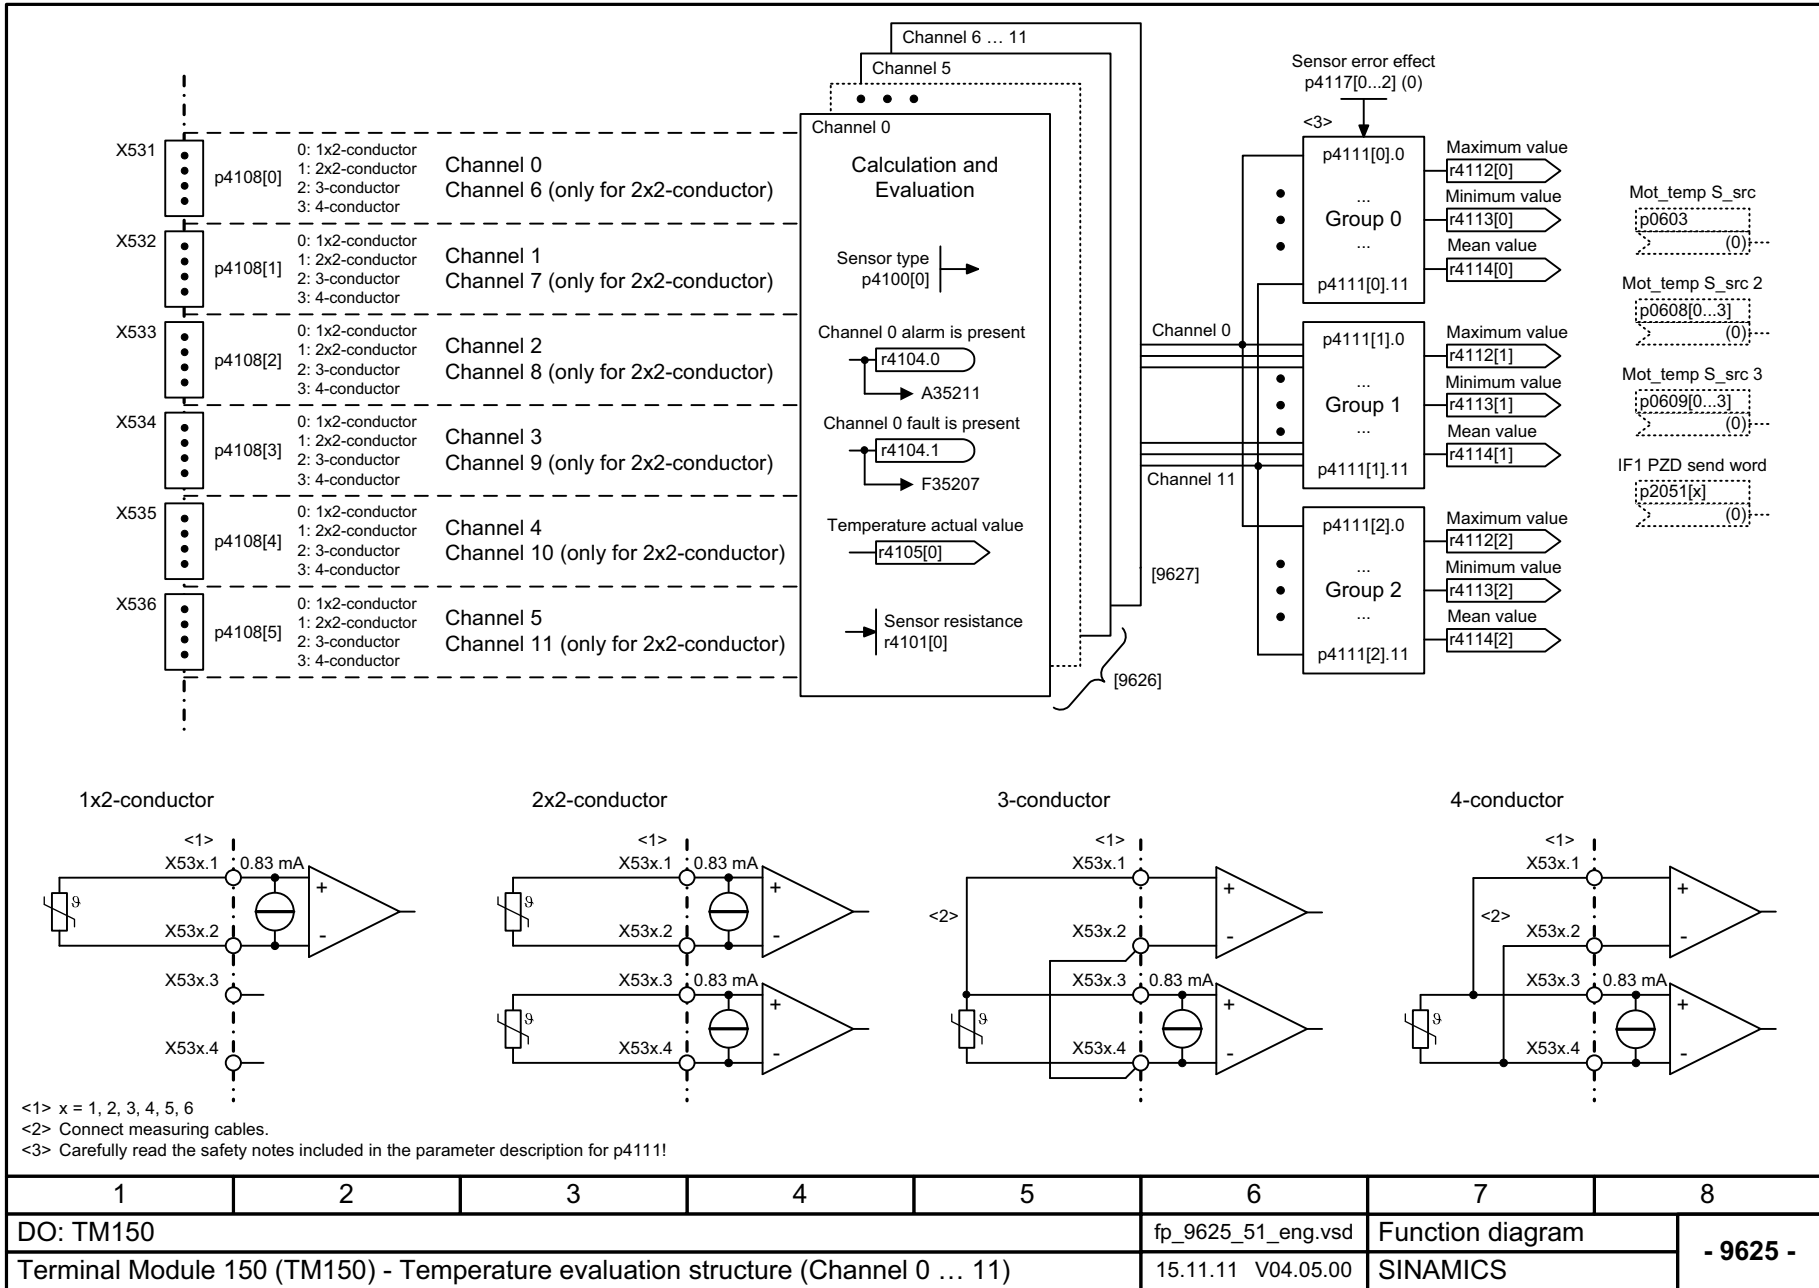 Channel 6 … 11
Channel 5
Channel 0
Calculation and
Evaluation
Sensor type
p4100[0]
Channel 0 alarm is present
r4104.0
A35211
Channel 0 fault is present
r4104.1
F35207
Temperature actual value
r4105[0]
Sensor resistance
r4101[0]
[9627]
[9626]
X531
p4108[0]
0: 1x2-conductor
1: 2x2-conductor
2: 3-conductor
3: 4-conductor
Channel 0
Channel 6 (only for 2x2-conductor)
X532
p4108[1]
0: 1x2-conductor
1: 2x2-conductor
2: 3-conductor
3: 4-conductor
Channel 1
Channel 7 (only for 2x2-conductor)
X533
p4108[2]
0: 1x2-conductor
1: 2x2-conductor
2: 3-conductor
3: 4-conductor
Channel 2
Channel 8 (only for 2x2-conductor)
X534
p4108[3]
0: 1x2-conductor
1: 2x2-conductor
2: 3-conductor
3: 4-conductor
Channel 3
Channel 9 (only for 2x2-conductor)
X535
p4108[4]
0: 1x2-conductor
1: 2x2-conductor
2: 3-conductor
3: 4-conductor
Channel 4
Channel 10 (only for 2x2-conductor)
X536
p4108[5]
0: 1x2-conductor
1: 2x2-conductor
2: 3-conductor
3: 4-conductor
Channel 5
Channel 11 (only for 2x2-conductor)
Channel 0
Channel 11
Sensor error effect
p4117[0...2] (0)
<3>
p4111[0].0
...
Group 0
...
p4111[0].11
Maximum value
r4112[0]
Minimum value
r4113[0]
Mean value
r4114[0]
p4111[1].0
...
Group 1
...
p4111[1].11
Maximum value
r4112[1]
Minimum value
r4113[1]
Mean value
r4114[1]
p4111[2].0
...
Group 2
...
p4111[2].11
Maximum value
r4112[2]
Minimum value
r4113[2]
Mean value
r4114[2]
Mot_temp S_src
p0603
(0)
Mot_temp S_src 2
p0608[0...3]
(0)
Mot_temp S_src 3
p0609[0...3]
(0)
IF1 PZD send word
p2051[x]
(0)
1x2-conductor
<1>
X53x.1
0.83 mA
+
ϑ
X53x.2
-
X53x.3
X53x.4
2x2-conductor
<1>
X53x.1
0.83 mA
+
ϑ
X53x.2
-
X53x.3
0.83 mA
+
ϑ
X53x.4
-
3-conductor
<1>
X53x.1
+
<2>
X53x.2
-
X53x.3
0.83 mA
+
ϑ
X53x.4
-
4-conductor
<1>
X53x.1
+
<2>
X53x.2
-
X53x.3
0.83 mA
+
ϑ
X53x.4
-
<1> x = 1, 2, 3, 4, 5, 6
<2> Connect measuring cables.
<3> Carefully read the safety notes included in the parameter description for p4111!
1 2 3 4 5 6 7 8
DO: TM150
fp_9625_51_eng.vsd
Function diagram
- 9625 -
Terminal Module 150 (TM150) - Temperature evaluation structure (Channel 0 … 11)
15.11.11 V04.05.00
SINAMICS